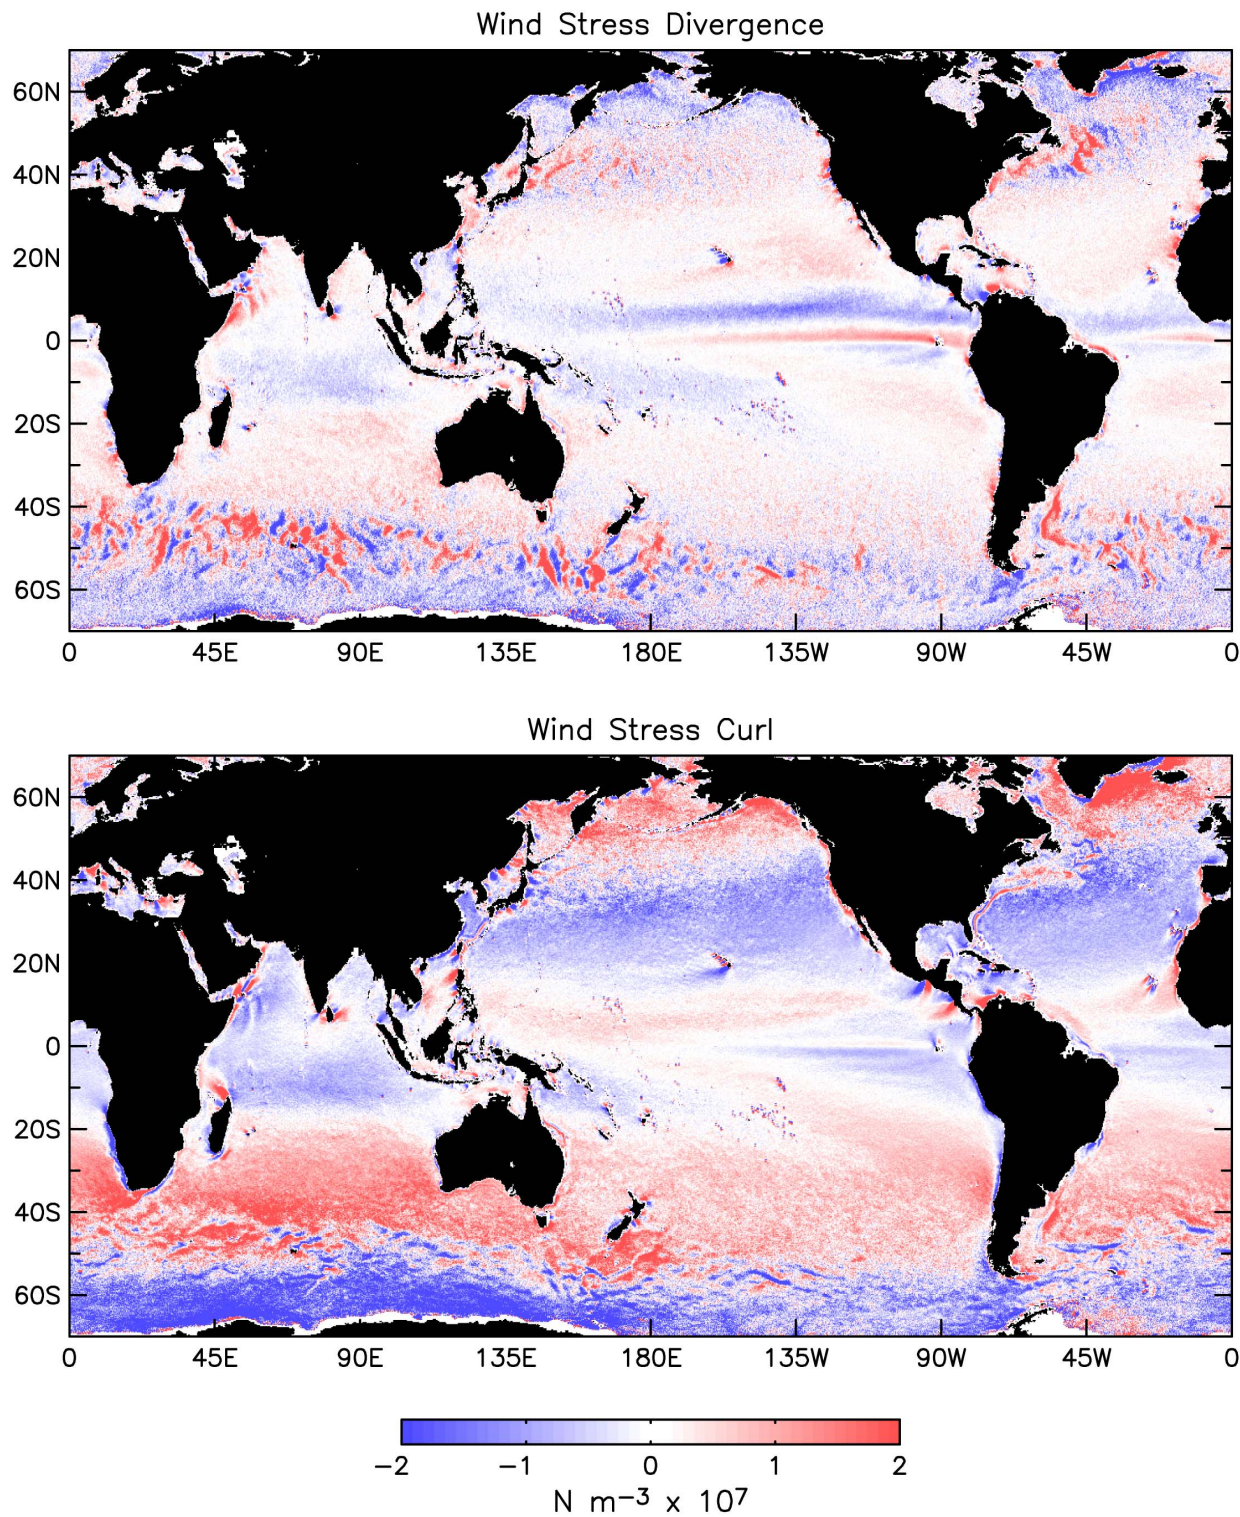 Wind Stress Divergence
60N
40N
20N
0
20S
40S
60S
0 45E 90E 135E 180E 135W 90W 45W 0
Wind Stress Curl
60N
40N
20N
0
20S
40S
60S
0 45E 90E 135E 180E 135W 90W 45W 0
−2 −1 0 1 2
N m⁻³ x 10⁷